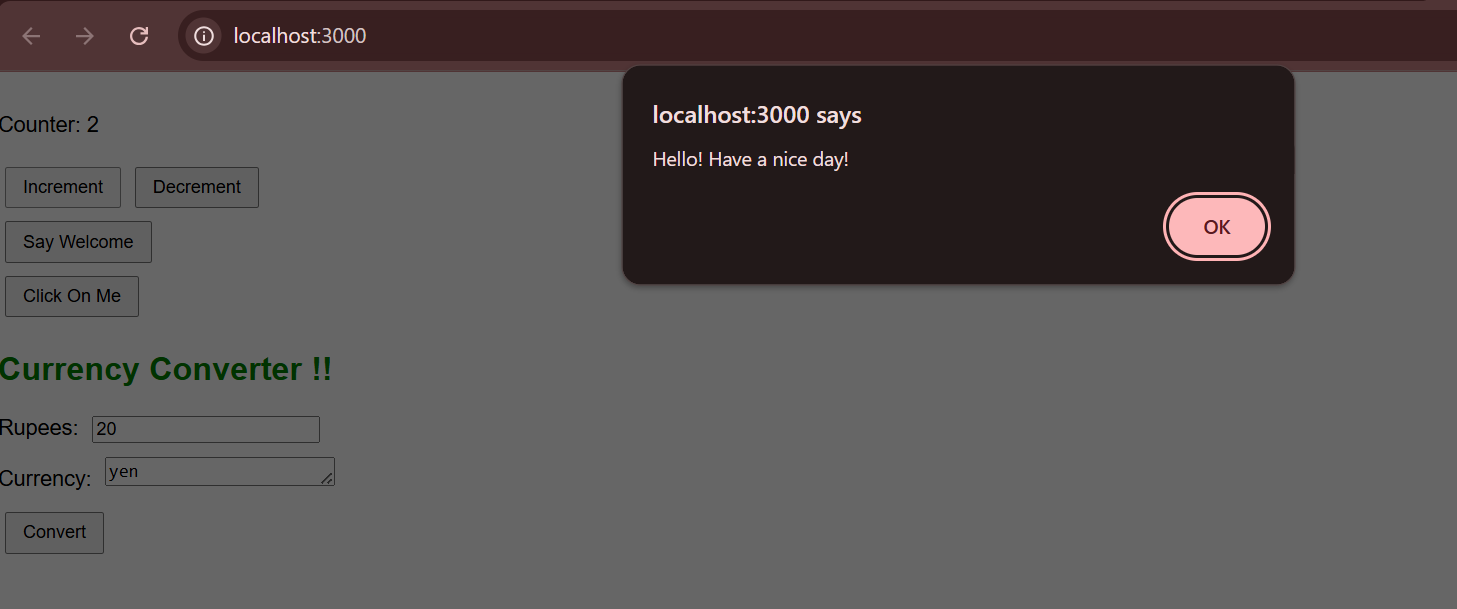 localhost:3000
localhost:3000 says
Hello! Have a nice day!
OK
Counter: 2
Increment Decrement
Say Welcome
Click On Me
Currency Converter !!
Rupees: 20
Currency: yen
Convert